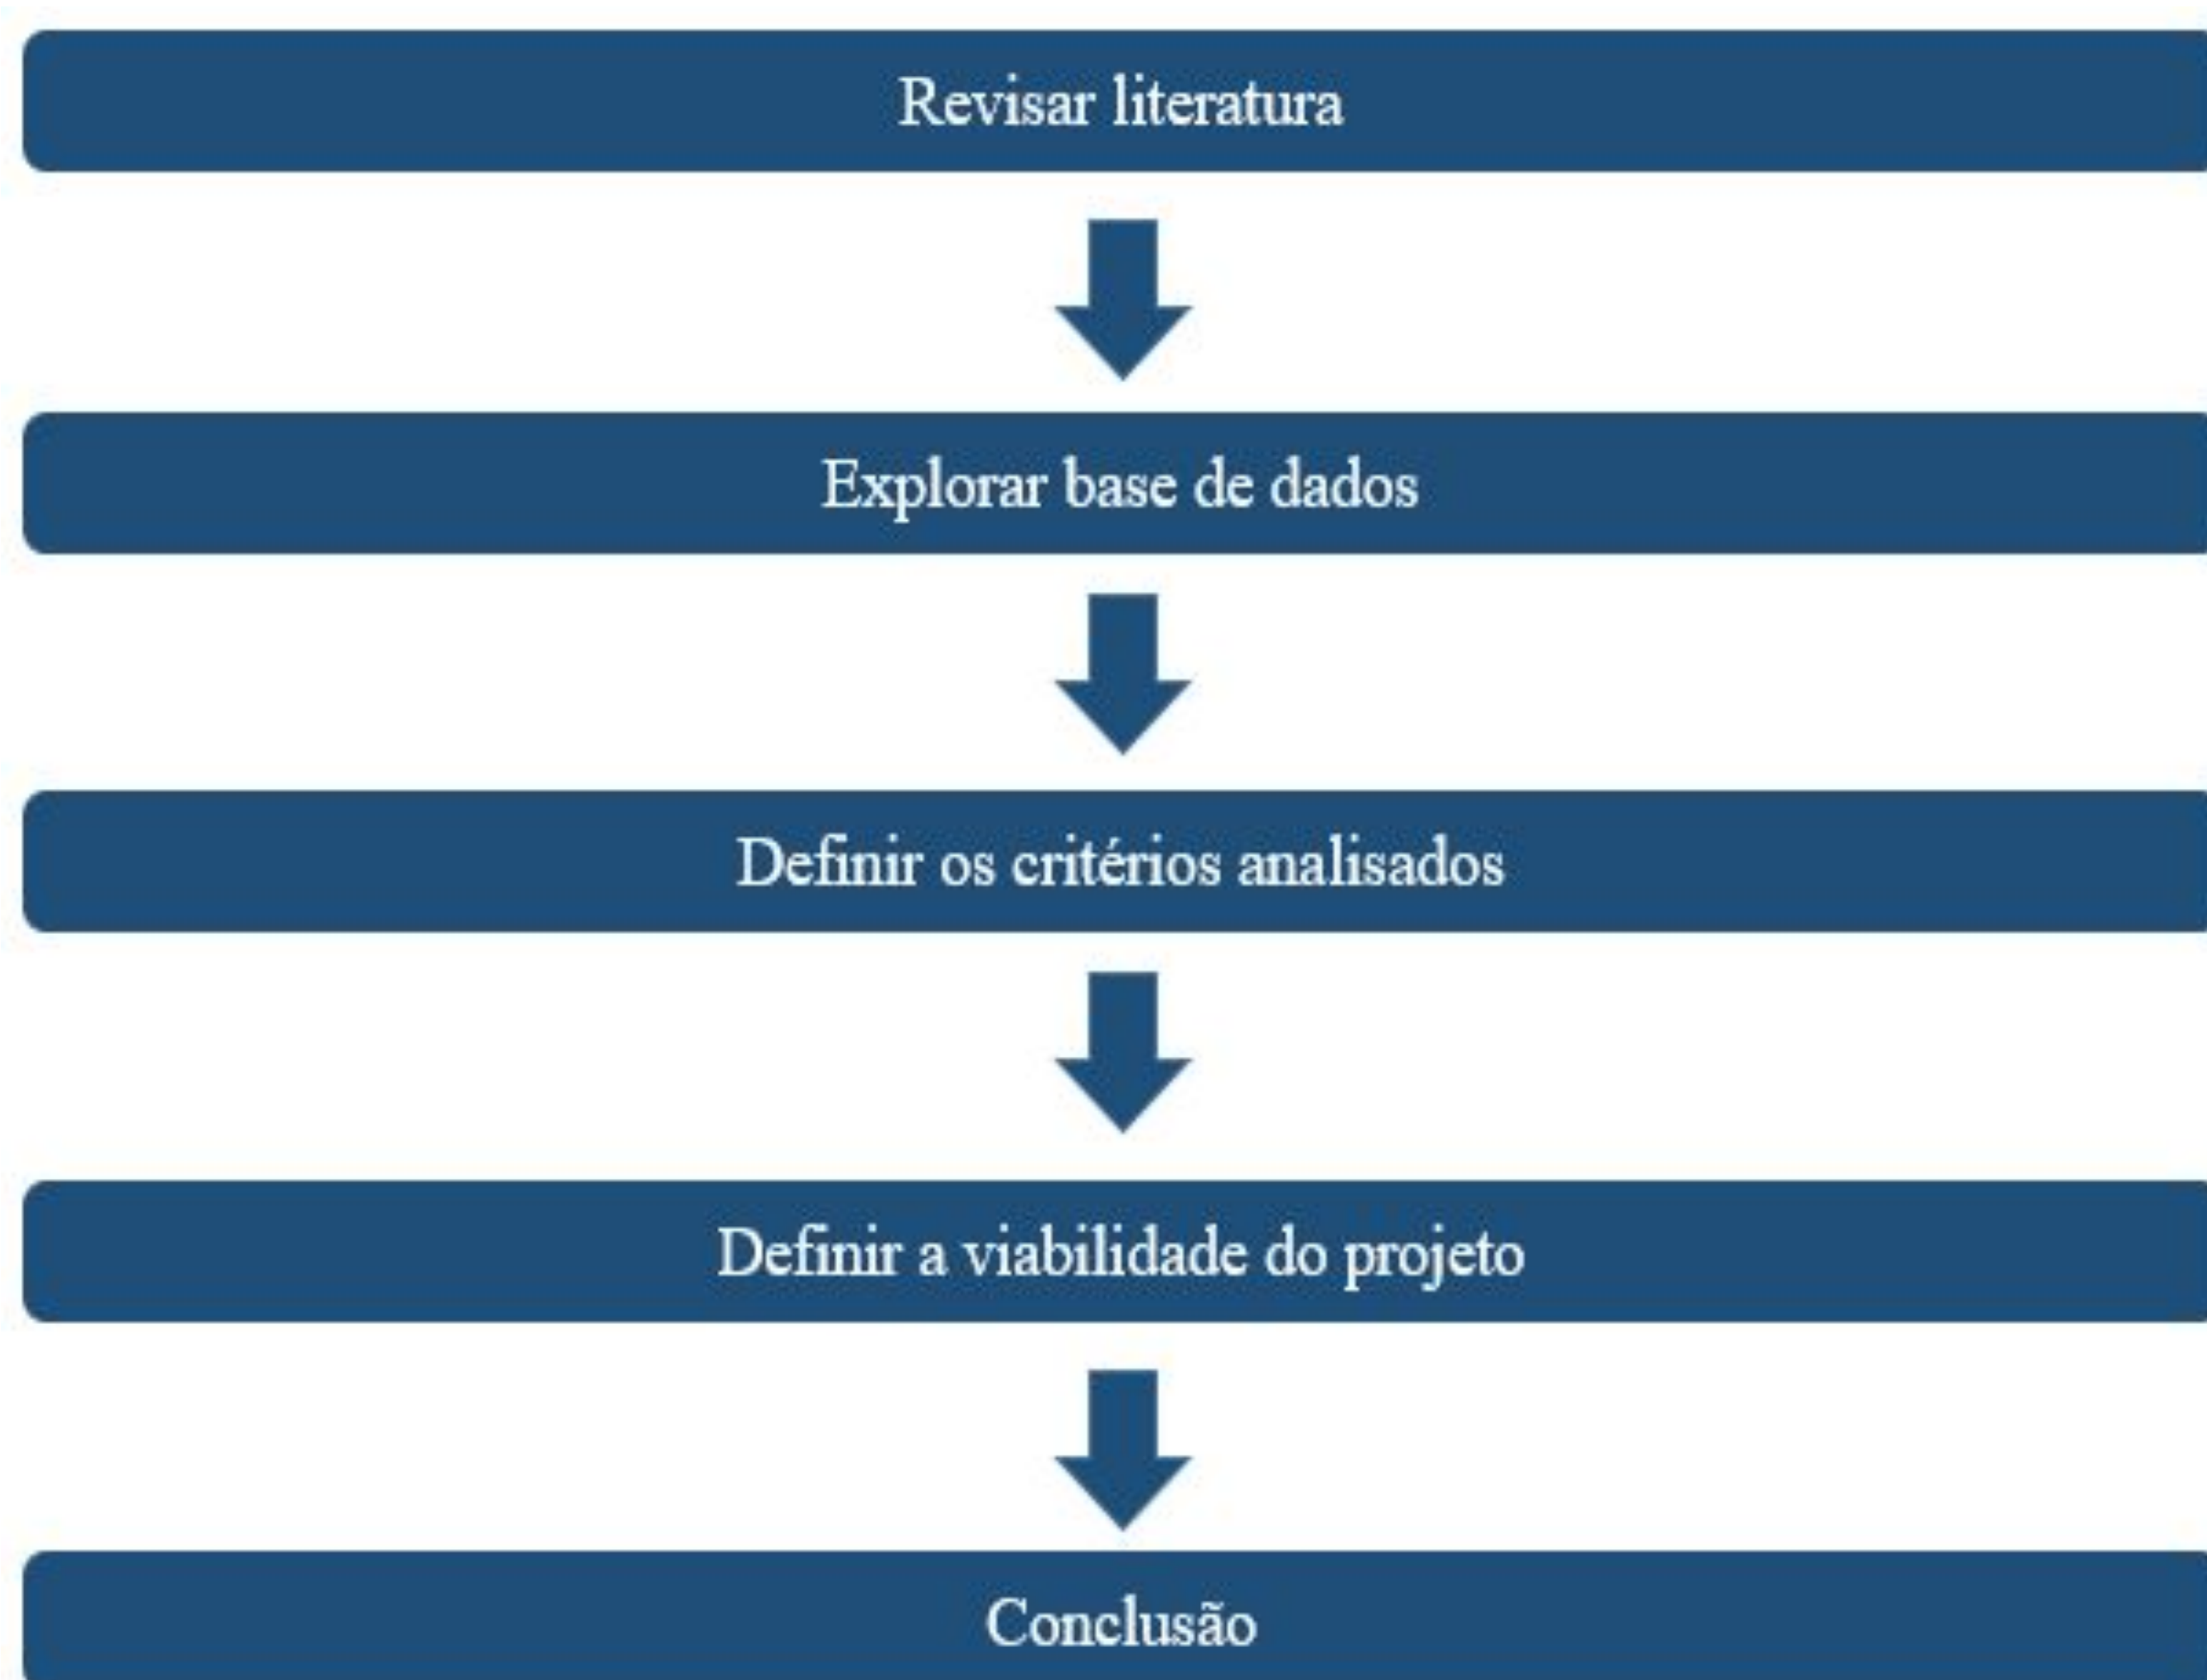 Revisar literatura
Explorar base de dados
Definir os critérios analisados
Definir a viabilidade do projeto
Conclusão